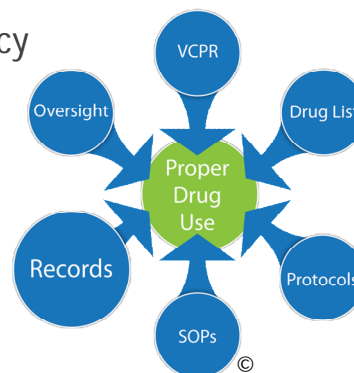 cy
VCPR
Oversight
Drug List
Proper
Drug
Use
Records
Protocols
SOPs
©